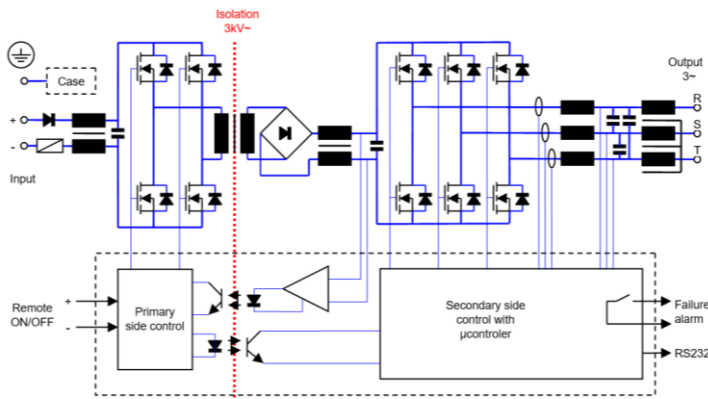 Isolation
3kV~
Case
+
-
Input
Output
3~
R
S
T
Remote
ON/OFF
+
-
Primary
side control
Secondary side
control with
µcontroler
Failure
alarm
RS232